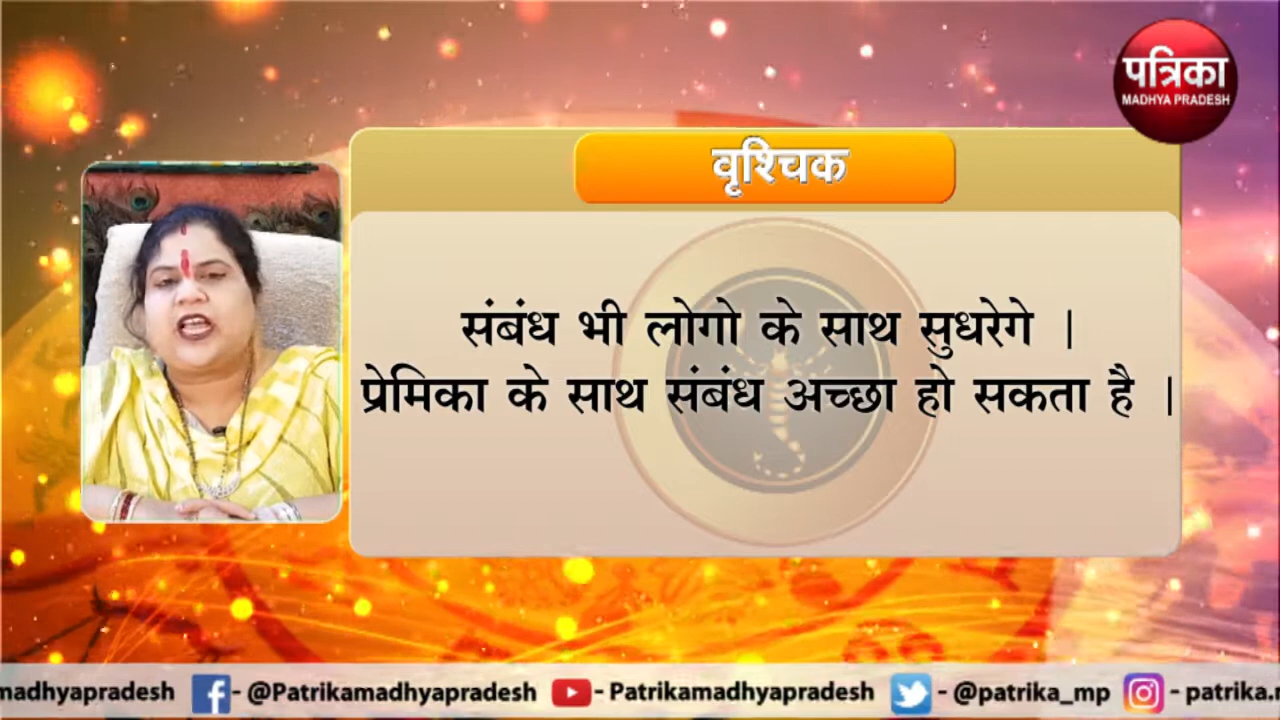 पत्रिका
MADHYA PRADESH
वृश्चिक
संबंध भी लोगो के साथ सुधरेगे |
प्रेमिका के साथ संबंध अच्छा हो सकता है |
madhyapradesh f - @Patrikamadhyapradesh - Patrikamadhyapradesh - @patrika_mp - patrika.